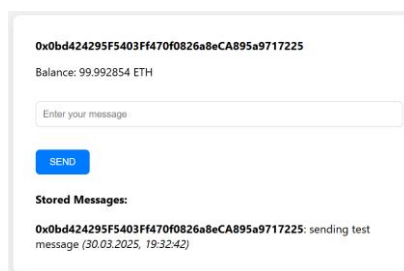 0x0bd424295F5403Ff470f0826a8eCA895a9717225
Balance: 99.992854 ETH
Enter your message
SEND
Stored Messages:
0x0bd424295F5403Ff470f0826a8eCA895a9717225: sending test
message (30.03.2025, 19:32:42)